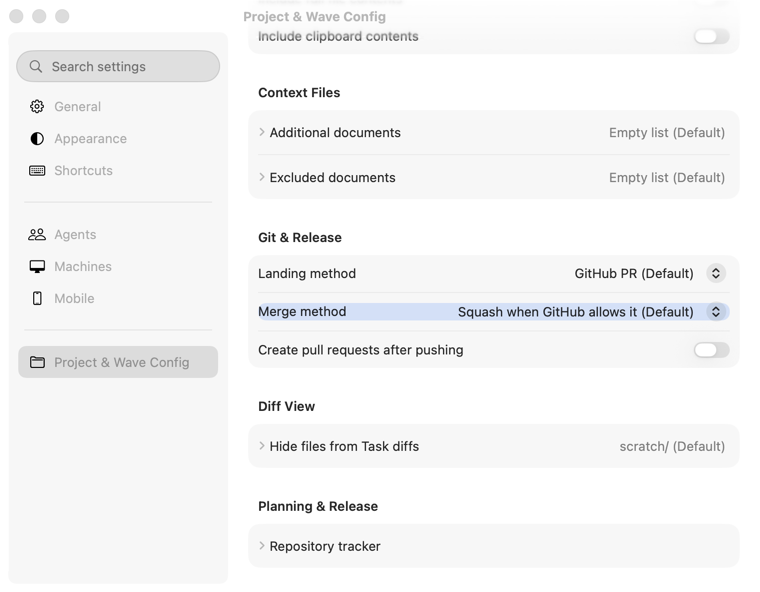 Project & Wave Config
Search settings
General
Appearance
Shortcuts
Agents
Machines
Mobile
Project & Wave Config
Include clipboard contents
Context Files
Additional documents Empty list (Default)
Excluded documents Empty list (Default)
Git & Release
Landing method GitHub PR (Default)
Merge method Squash when GitHub allows it (Default)
Create pull requests after pushing
Diff View
Hide files from Task diffs scratch/ (Default)
Planning & Release
Repository tracker